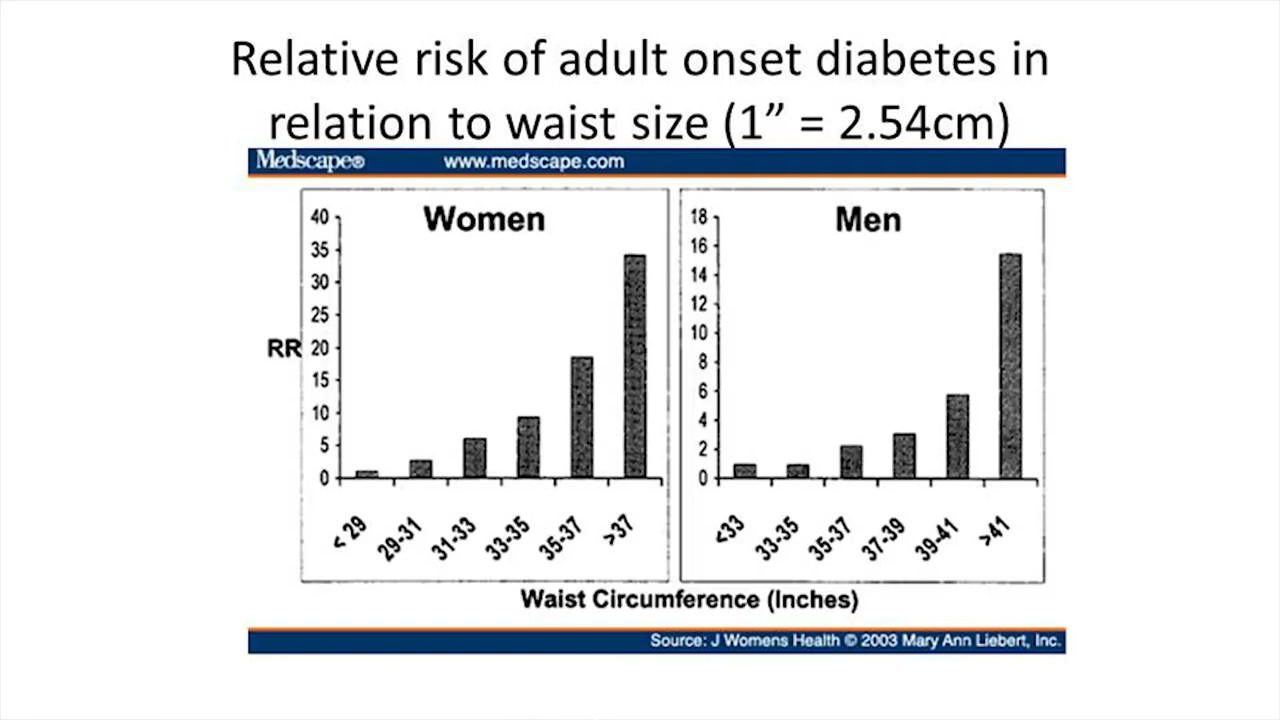 Relative risk of adult onset diabetes in
relation to waist size (1” = 2.54cm)
Medscape® www.medscape.com
Women
40
35
30
25
RR 20
15
10
5
0
< 29 29-31 31-33 33-35 35-37 >37
Men
18
16
14
12
10
8
6
4
2
0
<33 33-35 35-37 37-39 39-41 >41
Waist Circumference (Inches)
Source: J Womens Health © 2003 Mary Ann Liebert, Inc.